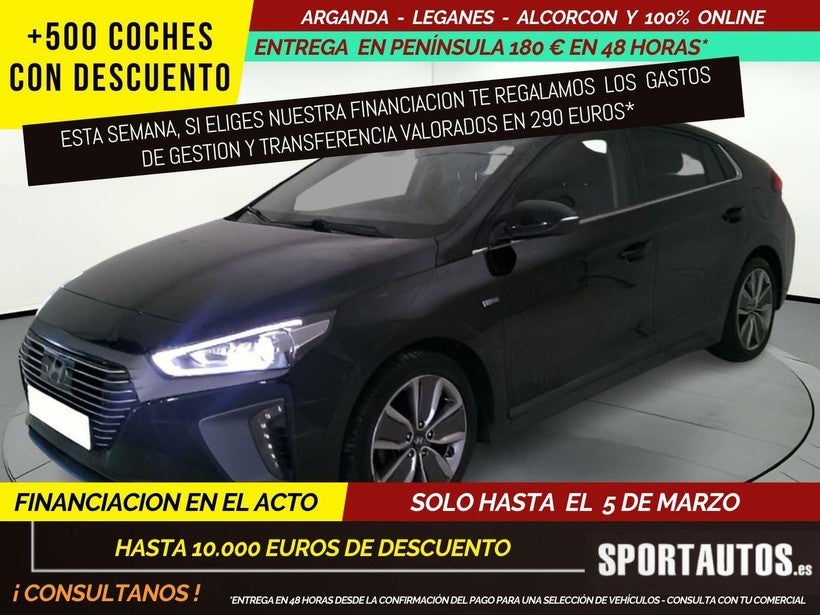 +500 COCHES
CON DESCUENTO
ARGANDA - LEGANES - ALCORCON Y 100% ONLINE
ENTREGA EN PENÍNSULA 180 € EN 48 HORAS*
ESTA SEMANA, SI ELIGES NUESTRA FINANCIACION TE REGALAMOS LOS GASTOS
DE GESTION Y TRANSFERENCIA VALORADOS EN 290 EUROS*
FINANCIACION EN EL ACTO
SOLO HASTA EL 5 DE MARZO
HASTA 10.000 EUROS DE DESCUENTO
SPORTAUTOS.es
¡ CONSULTANOS !
*ENTREGA EN 48 HORAS DESDE LA CONFIRMACIÓN DEL PAGO PARA UNA SELECCIÓN DE VEHÍCULOS - CONSULTA CON TU COMERCIAL